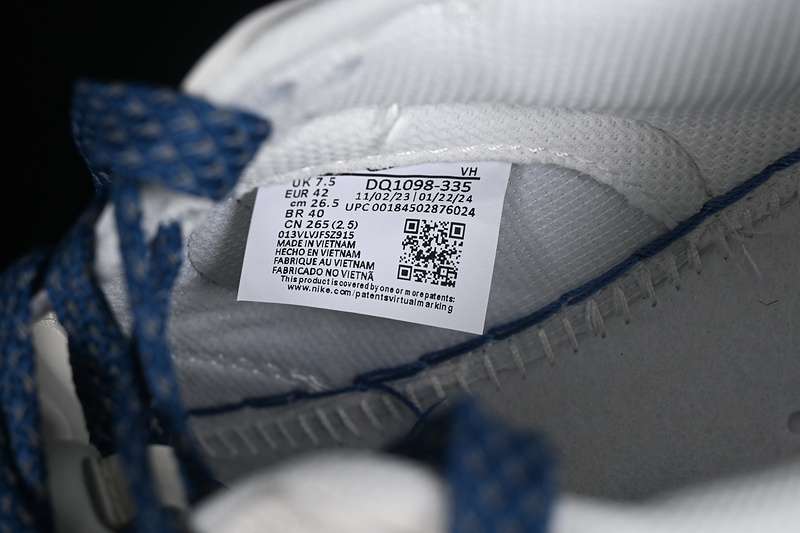 VH
UK 7.5
EUR 42
cm 26.5
BR 40
CN 265 (2.5)
DQ1098-335
11/02/23 | 01/22/24
UPC 00184502876024
013VLVJFSZ915
MADE IN VIETNAM
HECHO EN VIETNAM
FABRIQUE AU VIETNAM
FABRICADO NO VIETNÃ
This product is covered by one or more patents:
www.nike.com/patentsvirtualmarking